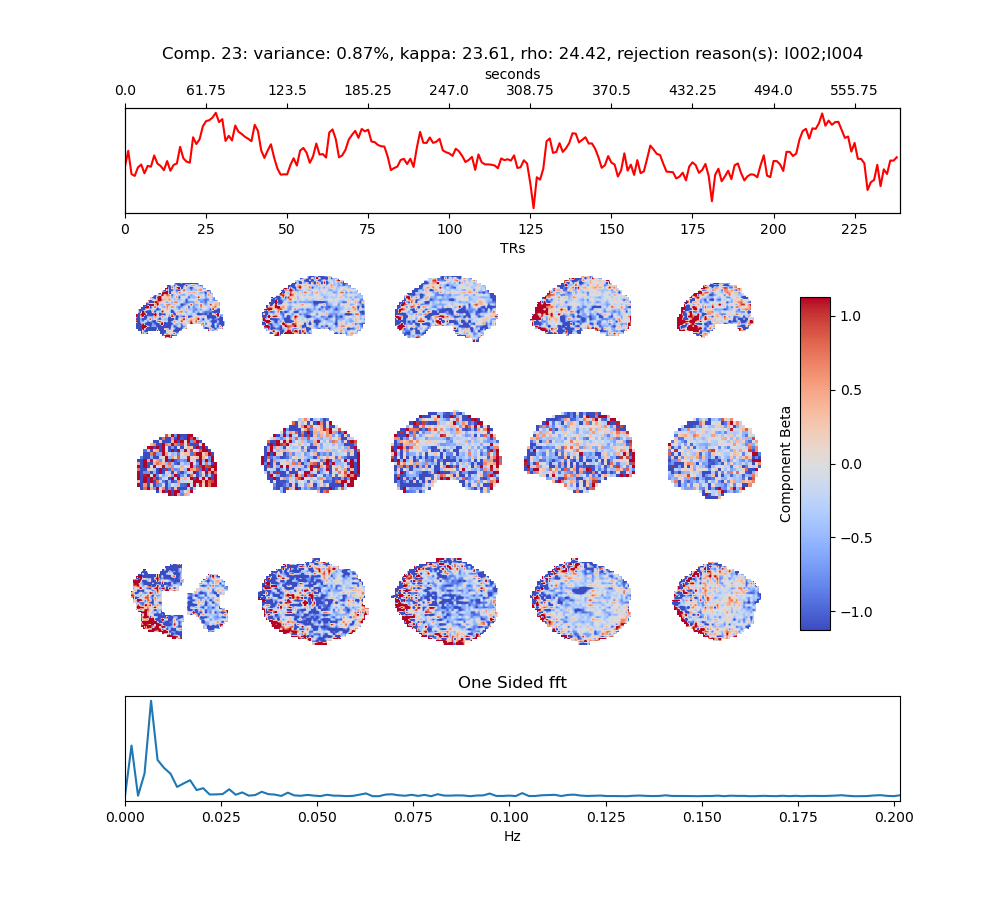 Comp. 23: variance: 0.87%, kappa: 23.61, rho: 24.42, rejection reason(s): I002;I004
seconds
0.0 61.75 123.5 185.25 247.0 308.75 370.5 432.25 494.0 555.75
0 25 50 75 100 125 150 175 200 225
TRs
1.0
0.5
0.0
−0.5
−1.0
Component Beta
One Sided fft
0.000 0.025 0.050 0.075 0.100 0.125 0.150 0.175 0.200
Hz